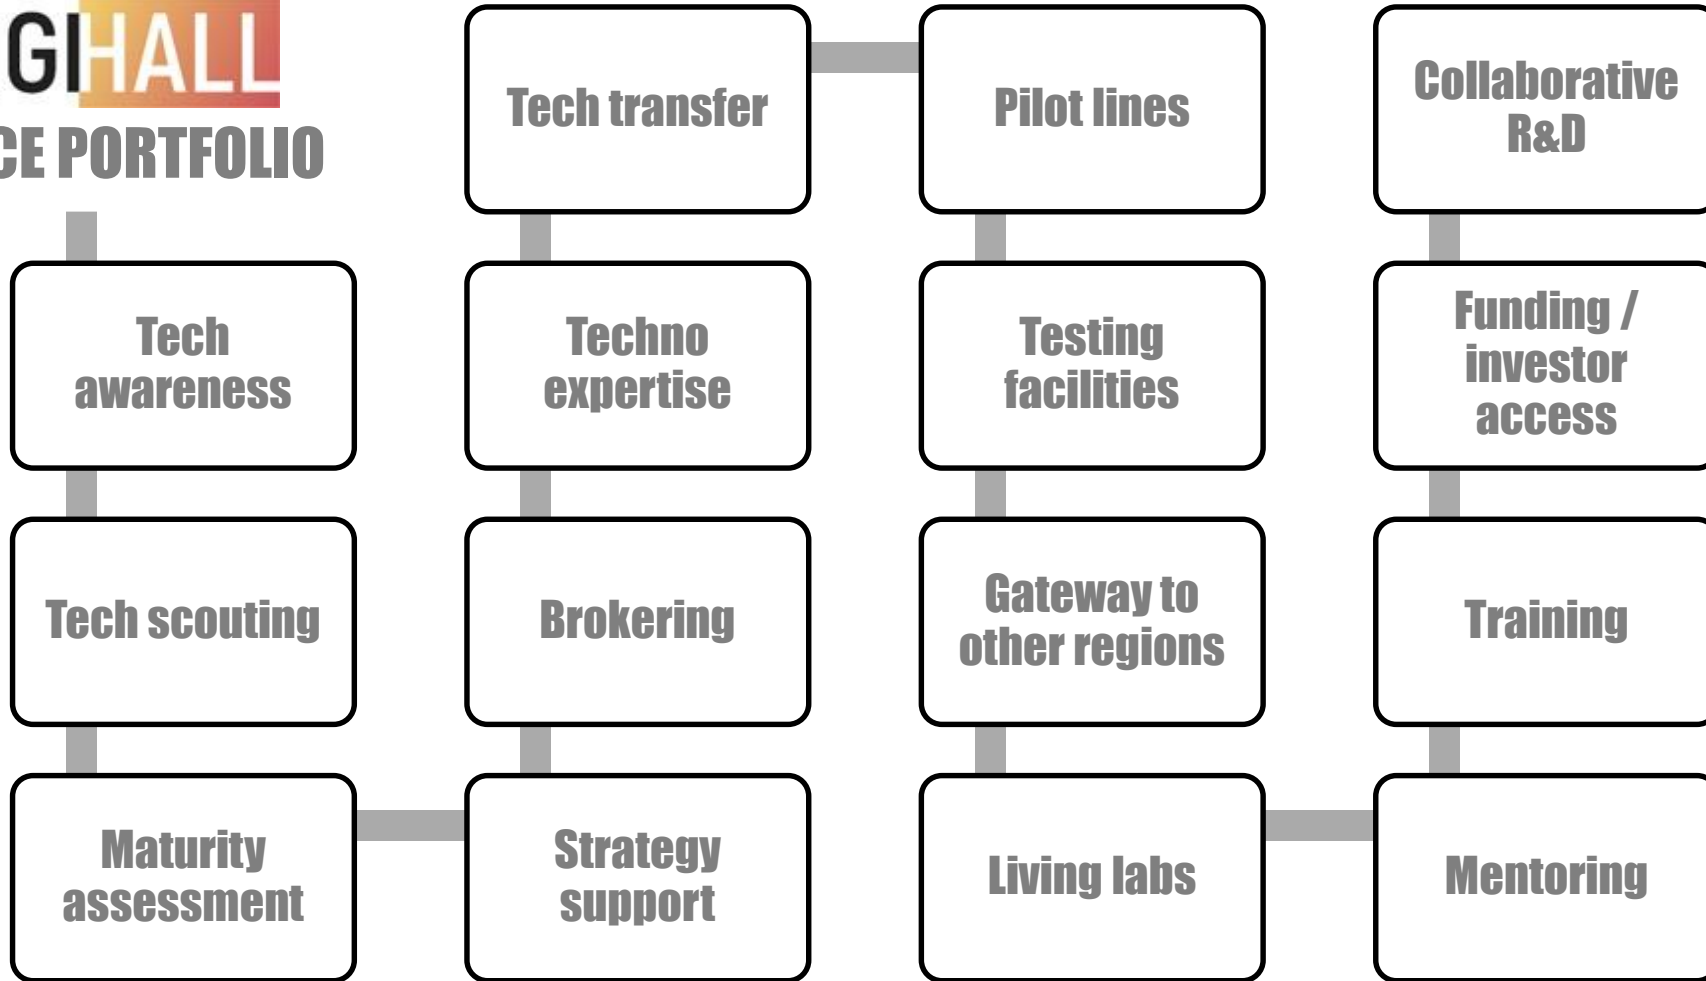 GIHALL
CE PORTFOLIO
Tech
awareness
Tech scouting
Maturity
assessment
Strategy
support
Brokering
Techno
expertise
Tech transfer
Pilot lines
Testing
facilities
Gateway to
other regions
Living labs
Mentoring
Training
Funding /
investor
access
Collaborative
R&D